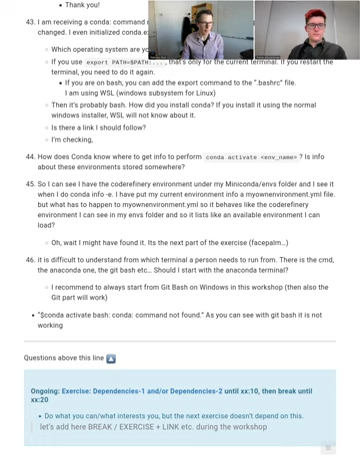 Thank you!
43. I am receiving a conda: command
changed. I even initialized conda.e
Which operating system are yo
If you use export PATH=$PATH:..., that's only for the current terminal. If you restart the
terminal, you need to do it again.
If you are on bash, you can add the export command to the ".bashrc" file.
I am using WSL (windows subsystem for Linux)
Then it's probably bash. How did you install conda? If you install it using the normal
windows installer, WSL will not know about it.
Is there a link I should follow?
I'm checking,
44. How does Conda know where to get info to perform conda activate <env_name> ? Is info
about these environments stored somewhere?
45. So I can see I have the coderefinery environment under my Miniconda/envs folder and I see it
when I do conda info -e. I have put my current environment info a myownenvironment.yml file.
but what has to happen to myownenvironment.yml so it behaves like the coderefinery
environment I can see in my envs folder and so it lists like an available environment I can
load?
Oh, wait I might have found it. Its the next part of the exercise (facepalm...)
46. it is difficult to understand from which terminal a person needs to run from. There is the cmd,
the anaconda one, the git bash etc... Should I start with the anaconda terminal?
I recommend to always start from Git Bash on Windows in this workshop (then also the
Git part will work)
"$conda activate bash: conda: command not found." As you can see with git bash it is not
working
Questions above this line
Ongoing: Exercise: Dependencies-1 and/or Dependencies-2 until xx:10, then break until
xx:20
Do what you can/what interests you, but the next exercise doesn't depend on this.
let's add here BREAK / EXERCISE + LINK etc. during the workshop